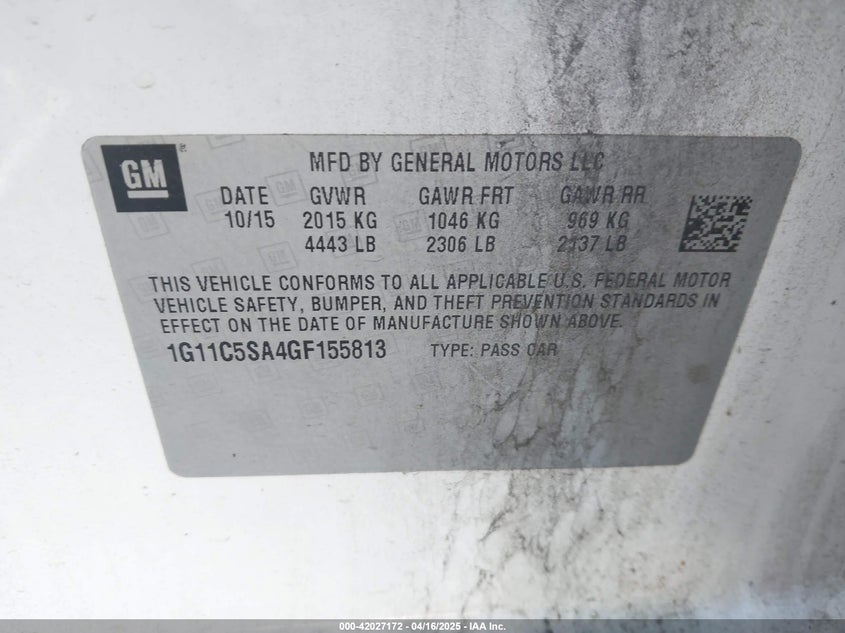 GM
MFD BY GENERAL MOTORS LLC
DATE GVWR GAWR FRT GAWR RR
10/15 2015 KG 1046 KG 969 KG
4443 LB 2306 LB 2137 LB
THIS VEHICLE CONFORMS TO ALL APPLICABLE U.S. FEDERAL MOTOR
VEHICLE SAFETY, BUMPER, AND THEFT PREVENTION STANDARDS IN
EFFECT ON THE DATE OF MANUFACTURE SHOWN ABOVE.
1G11C5SA4GF155813 TYPE: PASS CAR
000-42027172 - 04/16/2025 - IAA Inc.